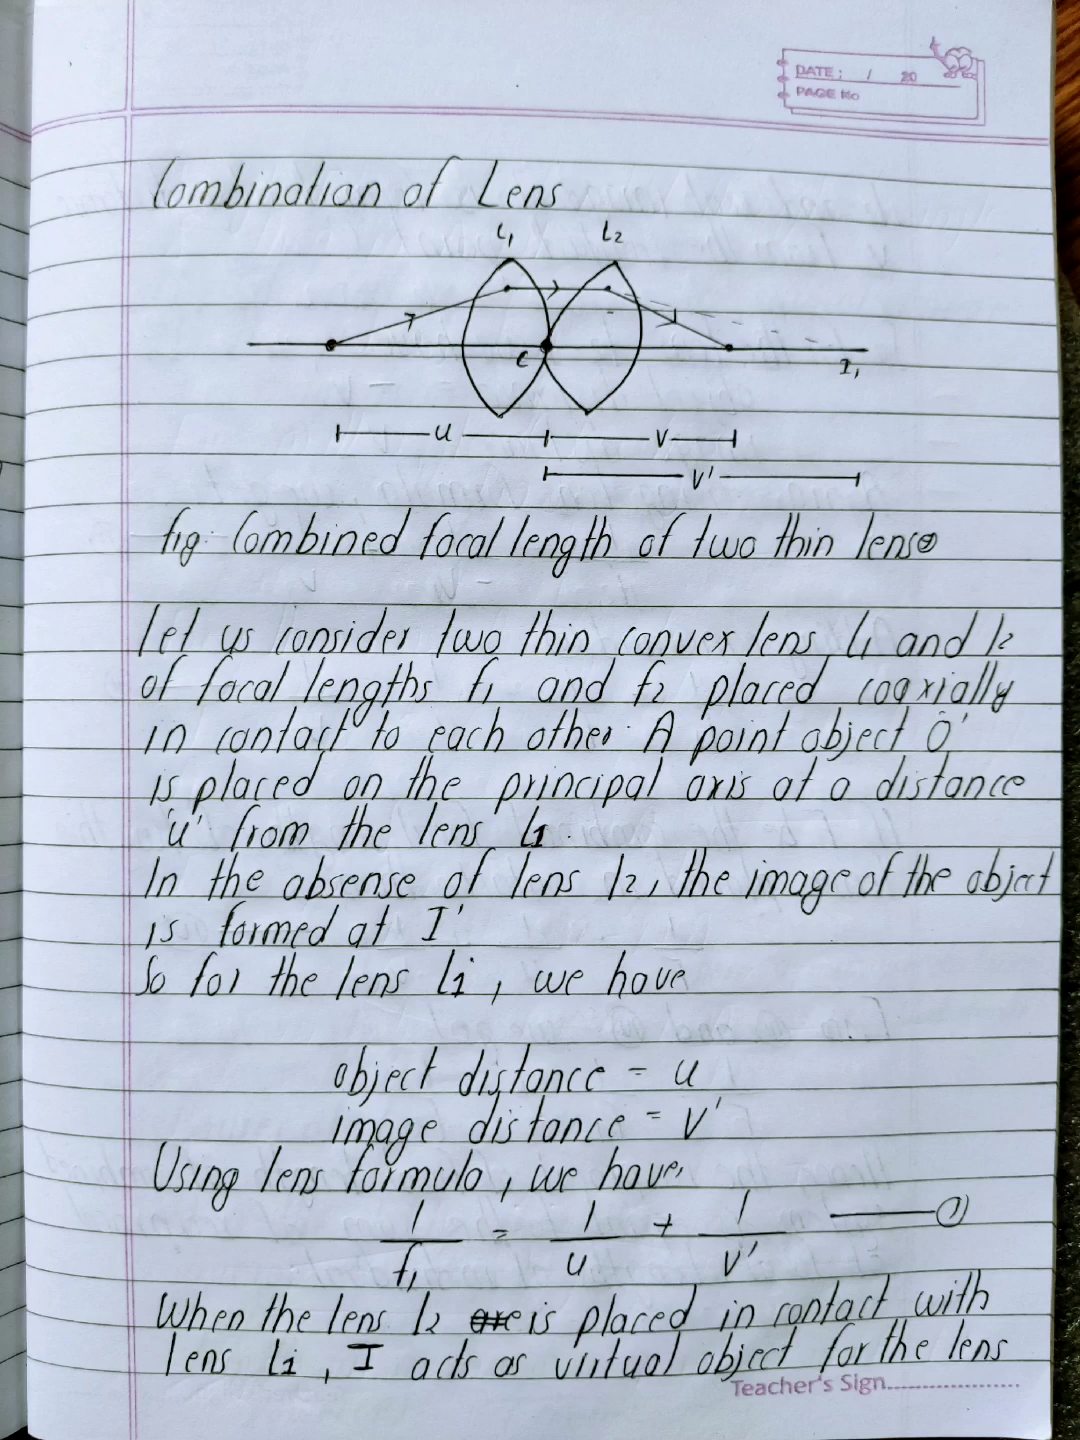 DATE: / 20
PAGE No
Combination of Lens
L₁ L₂
C
I₁
u v
v'
fig: Combined focal length of two thin lens
Let us consider two thin convex lens L₁ and L₂
of focal lengths f₁ and f₂ placed coaxially
in contact to each other. A point object 'O'
is placed on the principal axis at a distance
'u' from the lens L₁.
In the absense of lens L₂, the image of the object
is formed at I'
So for the lens L₁, we have
object distance = u
image distance = v'
Using lens formula, we have,
1/f₁ = 1/u + 1/v' —— ①
When the lens L₂ is placed in contact with
lens L₁, I acts as virtual object for the lens
Teacher's Sign....................